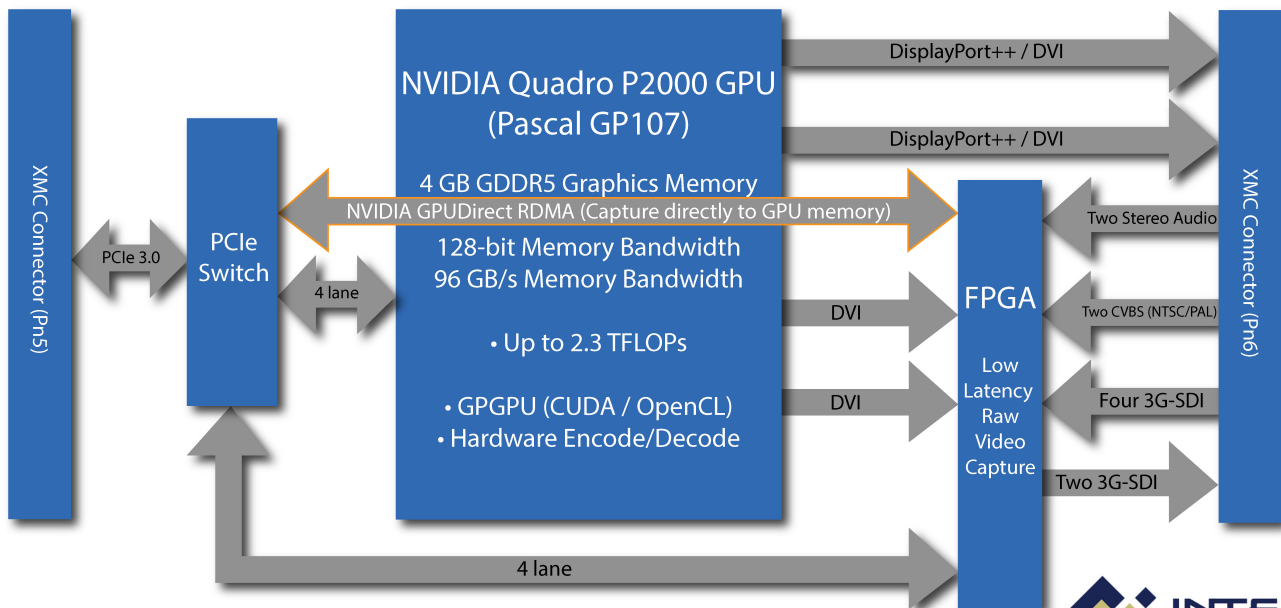 XMC Connector (Pn5)
PCIe 3.0
PCIe
Switch
4 lane
NVIDIA Quadro P2000 GPU
(Pascal GP107)
4 GB GDDR5 Graphics Memory
NVIDIA GPUDirect RDMA (Capture directly to GPU memory)
128-bit Memory Bandwidth
96 GB/s Memory Bandwidth
• Up to 2.3 TFLOPs
• GPGPU (CUDA / OpenCL)
• Hardware Encode/Decode
DisplayPort++ / DVI
DisplayPort++ / DVI
DVI
DVI
FPGA
Low
Latency
Raw
Video
Capture
Two Stereo Audio
Two CVBS (NTSC/PAL)
Four 3G-SDI
Two 3G-SDI
XMC Connector (Pn6)
4 lane